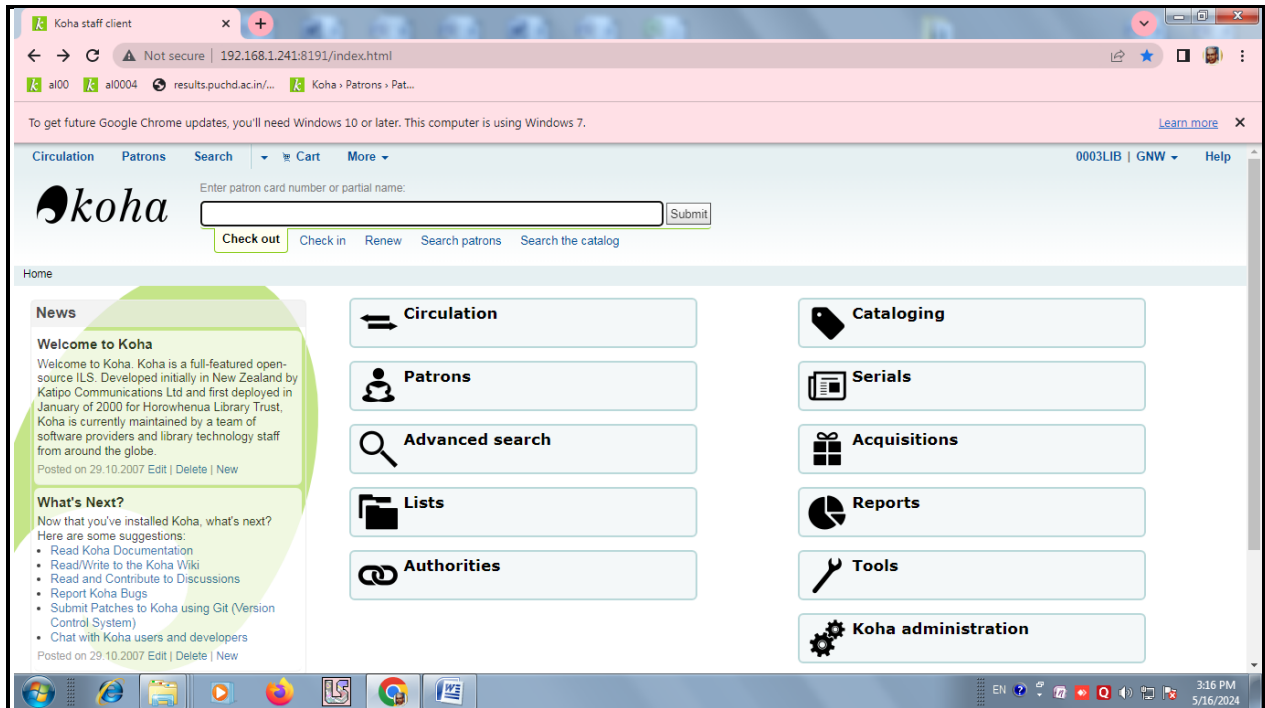 Koha staff client
Not secure | 192.168.1.241:8191/index.html
al00 al0004 results.puchd.ac.in/... Koha › Patrons › Pat...
To get future Google Chrome updates, you'll need Windows 10 or later. This computer is using Windows 7. Learn more
Circulation Patrons Search Cart More 0003LIB | GNW Help
koha
Enter patron card number or partial name:
Submit
Check out Check in Renew Search patrons Search the catalog
Home
News
Welcome to Koha
Welcome to Koha. Koha is a full-featured open-
source ILS. Developed initially in New Zealand by
Katipo Communications Ltd and first deployed in
January of 2000 for Horowhenua Library Trust,
Koha is currently maintained by a team of
software providers and library technology staff
from around the globe.
Posted on 29.10.2007 Edit | Delete | New
What's Next?
Now that you've installed Koha, what's next?
Here are some suggestions:
• Read Koha Documentation
• Read/Write to the Koha Wiki
• Read and Contribute to Discussions
• Report Koha Bugs
• Submit Patches to Koha using Git (Version
Control System)
• Chat with Koha users and developers
Posted on 29.10.2007 Edit | Delete | New
Circulation
Patrons
Advanced search
Lists
Authorities
Cataloging
Serials
Acquisitions
Reports
Tools
Koha administration
EN
3:16 PM
5/16/2024